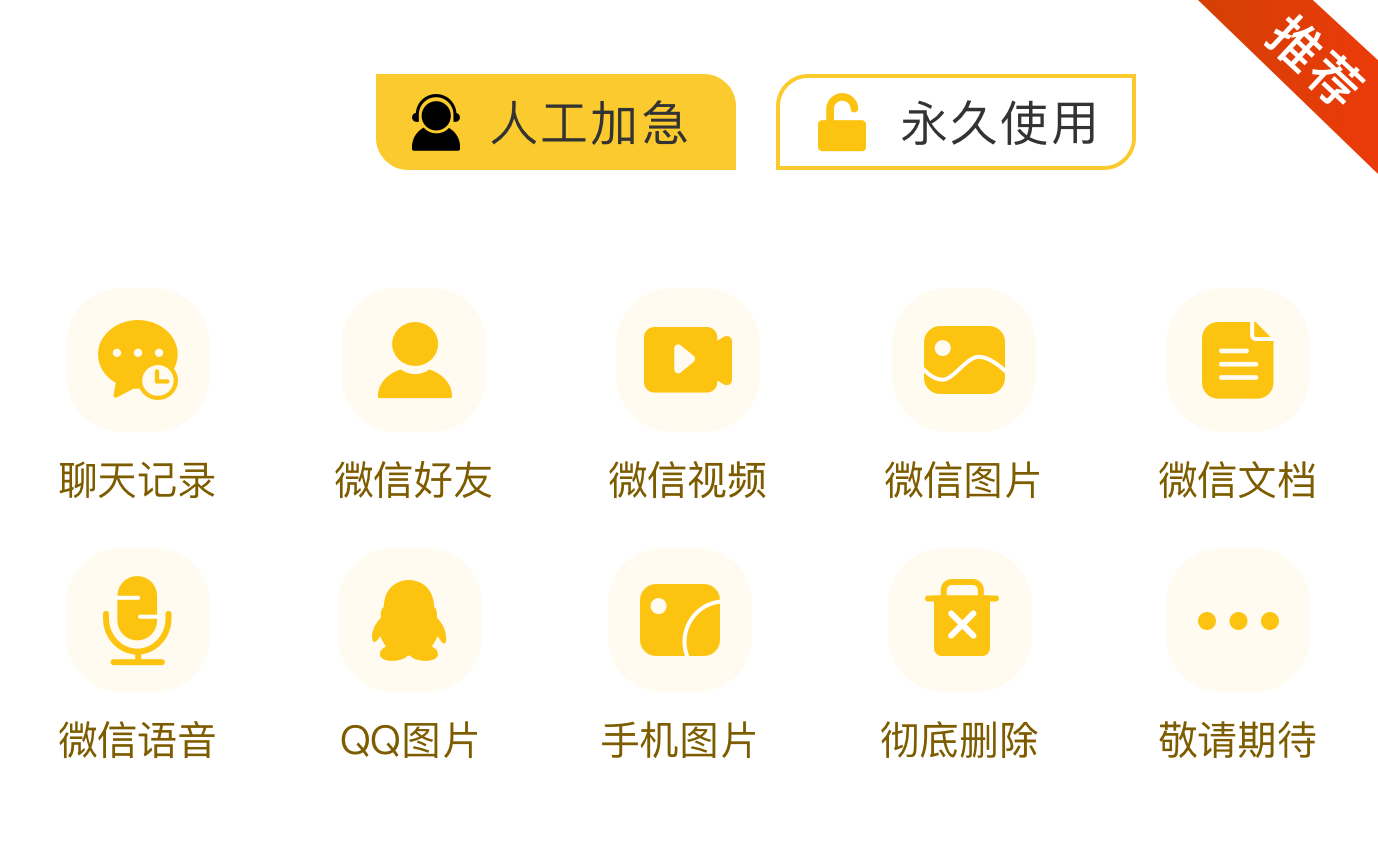 推荐
人工加急
永久使用
聊天记录
微信好友
微信视频
微信图片
微信文档
微信语音
QQ图片
手机图片
彻底删除
敬请期待